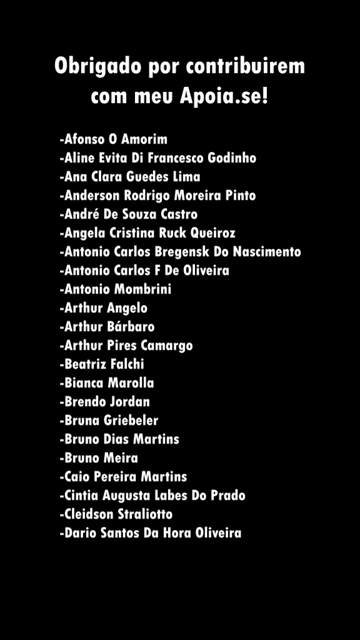 Obrigado por contribuirem
com meu Apoia.se!
-Afonso O Amorim
-Aline Evita Di Francesco Godinho
-Ana Clara Guedes Lima
-Anderson Rodrigo Moreira Pinto
-André De Souza Castro
-Angela Cristina Ruck Queiroz
-Antonio Carlos Bregensk Do Nascimento
-Antonio Carlos F De Oliveira
-Antonio Mombrini
-Arthur Angelo
-Arthur Bárbaro
-Arthur Pires Camargo
-Beatriz Falchi
-Bianca Marolla
-Brendo Jordan
-Bruna Griebeler
-Bruno Dias Martins
-Bruno Meira
-Caio Pereira Martins
-Cintia Augusta Labes Do Prado
-Cleidson Straliotto
-Dario Santos Da Hora Oliveira